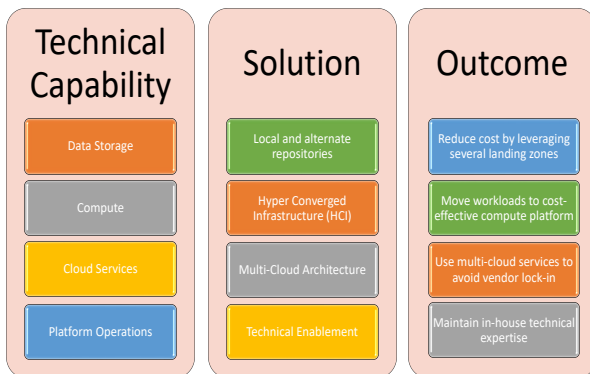 Technical
Capability
Data Storage
Compute
Cloud Services
Platform Operations
Solution
Local and alternate
repositories
Hyper Converged
Infrastructure (HCI)
Multi-Cloud Architecture
Technical Enablement
Outcome
Reduce cost by leveraging
several landing zones
Move workloads to cost-
effective compute platform
Use multi-cloud services to
avoid vendor lock-in
Maintain in-house technical
expertise